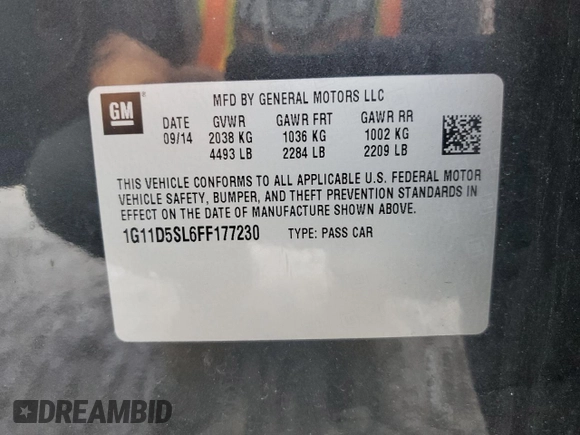 GM
MFD BY GENERAL MOTORS LLC
DATE GVWR GAWR FRT GAWR RR
09/14 2038 KG 1036 KG 1002 KG
4493 LB 2284 LB 2209 LB
THIS VEHICLE CONFORMS TO ALL APPLICABLE U.S. FEDERAL MOTOR
VEHICLE SAFETY, BUMPER, AND THEFT PREVENTION STANDARDS IN
EFFECT ON THE DATE OF MANUFACTURE SHOWN ABOVE.
1G11D5SL6FF177230 TYPE: PASS CAR
DREAMBID